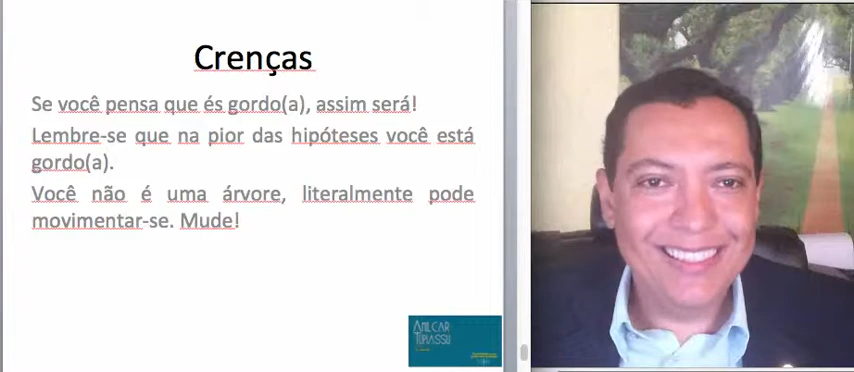 Crenças
Se você pensa que és gordo(a), assim será!
Lembre-se que na pior das hipóteses você está
gordo(a).
Você não é uma árvore, literalmente pode
movimentar-se. Mude!
AMILCAR
TUPIASSU